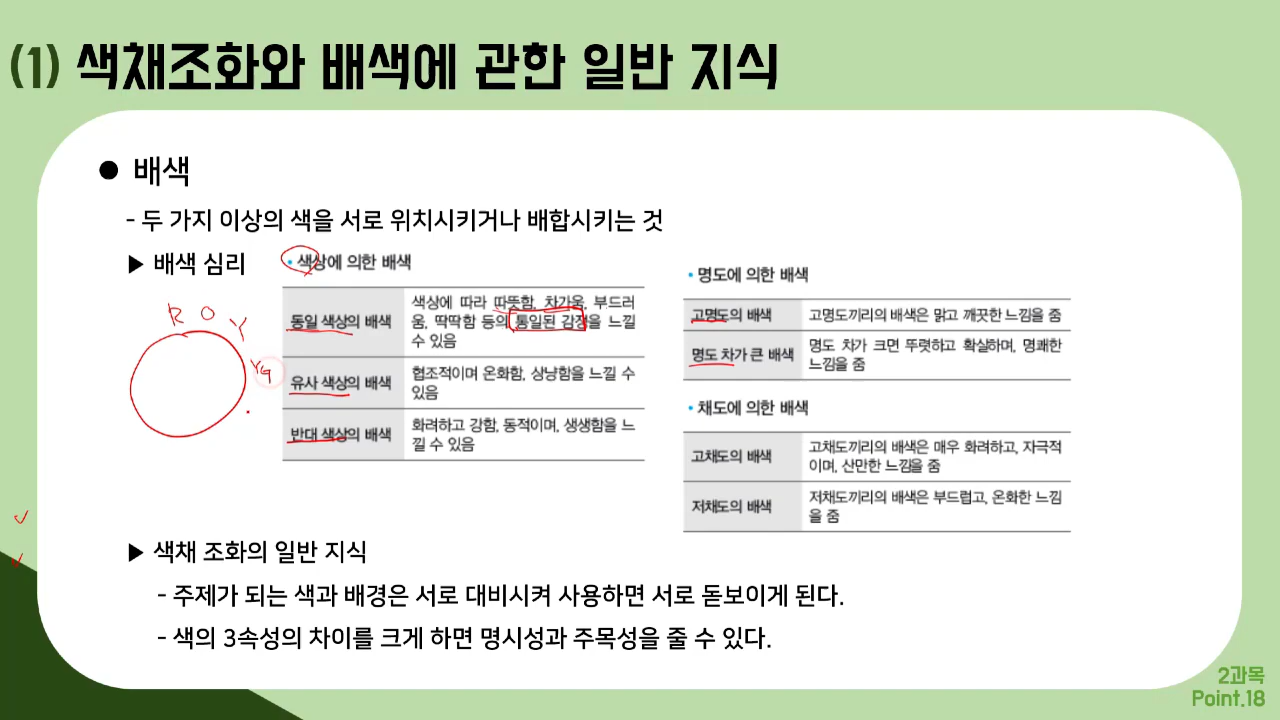 (1) 색채조화와 배색에 관한 일반 지식
● 배색
- 두 가지 이상의 색을 서로 위치시키거나 배합시키는 것
▶ 배색 심리
R O Y
YG
• 색상에 의한 배색
동일 색상의 배색
색상에 따라 따뜻함, 차가움, 부드러
움, 딱딱함 등의 통일된 감정을 느낄
수 있음
유사 색상의 배색
협조적이며 온화함, 상냥함을 느낄 수
있음
반대 색상의 배색
화려하고 강함, 동적이며, 생생함을 느
낄 수 있음
• 명도에 의한 배색
고명도의 배색
고명도끼리의 배색은 맑고 깨끗한 느낌을 줌
명도 차가 큰 배색
명도 차가 크면 뚜렷하고 확실하며, 명쾌한
느낌을 줌
• 채도에 의한 배색
고채도의 배색
고채도끼리의 배색은 매우 화려하고, 자극적
이며, 산만한 느낌을 줌
저채도의 배색
저채도끼리의 배색은 부드럽고, 온화한 느낌
을 줌
▶ 색채 조화의 일반 지식
- 주제가 되는 색과 배경은 서로 대비시켜 사용하면 서로 돋보이게 된다.
- 색의 3속성의 차이를 크게 하면 명시성과 주목성을 줄 수 있다.
2과목
Point.18